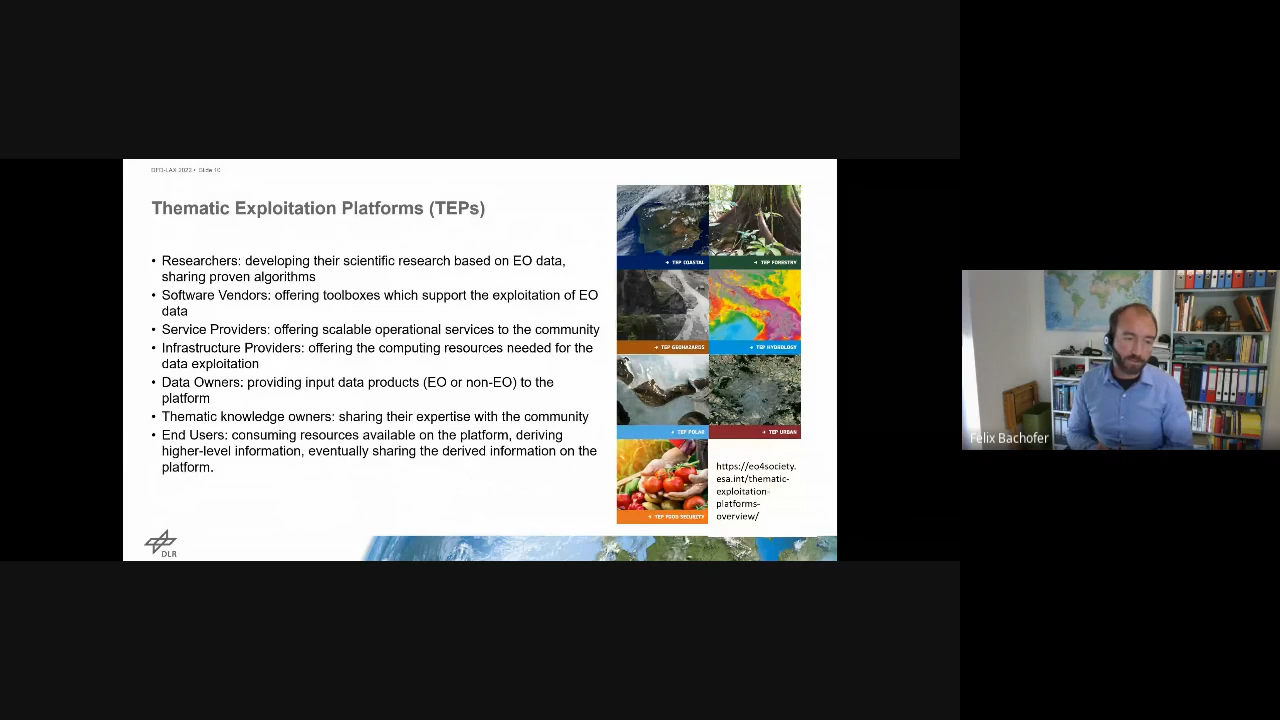 DFD-LAX 2022 • Slide 10
Thematic Exploitation Platforms (TEPs)
• Researchers: developing their scientific research based on EO data,
sharing proven algorithms
• Software Vendors: offering toolboxes which support the exploitation of EO
data
• Service Providers: offering scalable operational services to the community
• Infrastructure Providers: offering the computing resources needed for the
data exploitation
• Data Owners: providing input data products (EO or non-EO) to the
platform
• Thematic knowledge owners: sharing their expertise with the community
• End Users: consuming resources available on the platform, deriving
higher-level information, eventually sharing the derived information on the
platform.
→ TEP COASTAL
→ TEP FORESTRY
→ TEP GEOHAZARDS
→ TEP HYDROLOGY
→ TEP POLAR
→ TEP URBAN
→ TEP FOOD SECURITY
https://eo4society.
esa.int/thematic-
exploitation-
platforms-
overview/
DLR
Felix Bachofer